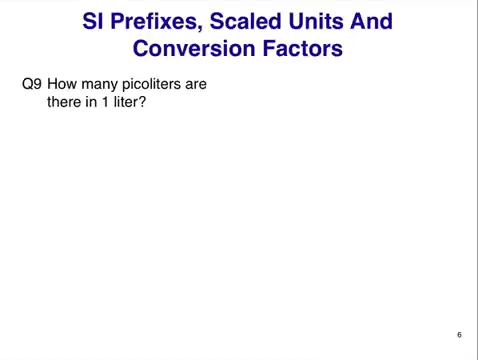 SI Prefixes, Scaled Units And
Conversion Factors
Q9 How many picoliters are
there in 1 liter?
6